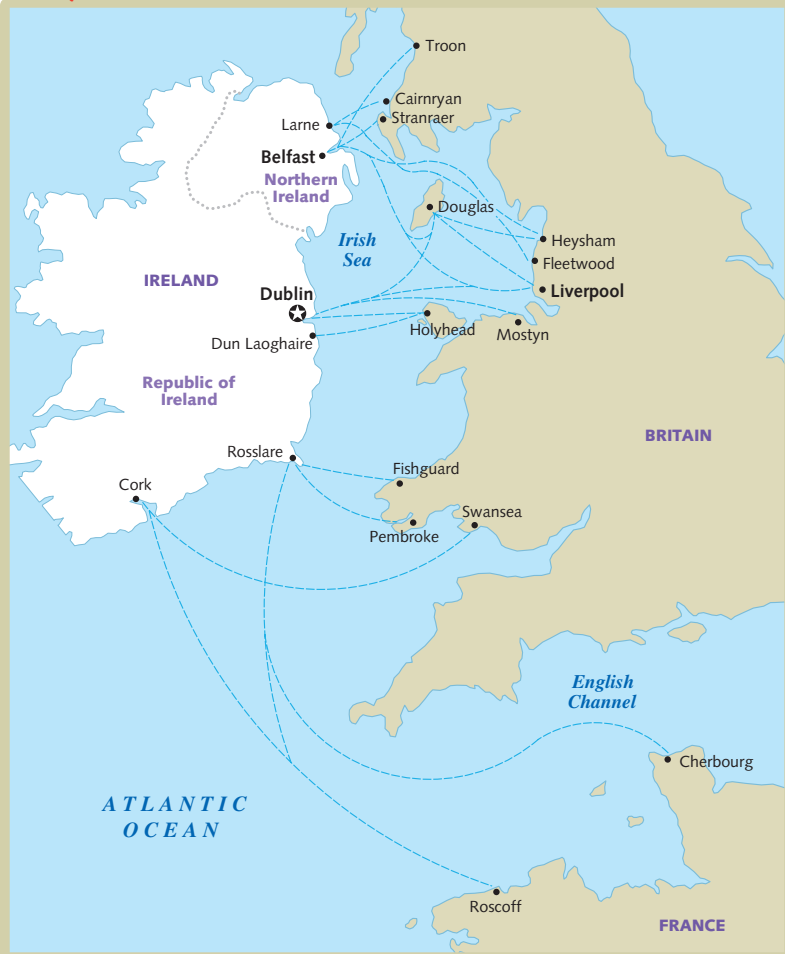 Troon
Cairnryan
Stranraer
Larne
Belfast
Northern
Ireland
Douglas
Irish
Sea
Heysham
Fleetwood
IRELAND
Dublin
Liverpool
Holyhead
Mostyn
Dun Laoghaire
Republic of
Ireland
BRITAIN
Rosslare
Fishguard
Cork
Swansea
Pembroke
English
Channel
Cherbourg
ATLANTIC
OCEAN
Roscoff
FRANCE